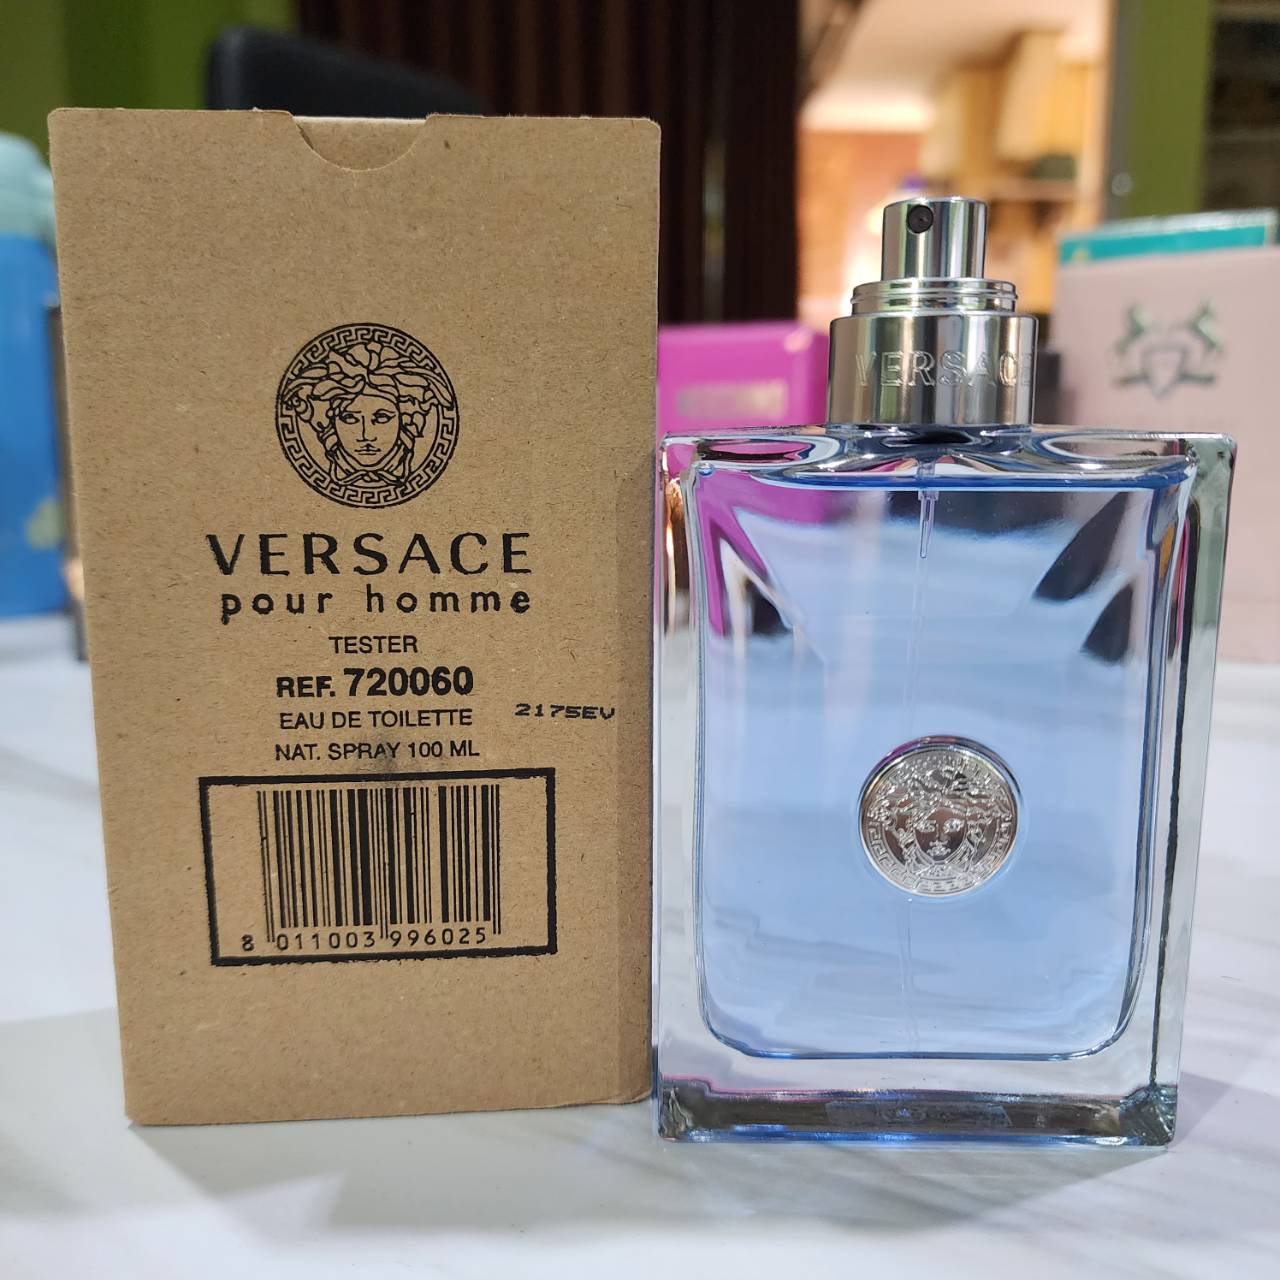 VERSACE
pour homme
TESTER
REF. 720060
EAU DE TOILETTE
2175EV
NAT. SPRAY 100 ML
8 011003 996025
VERSACE